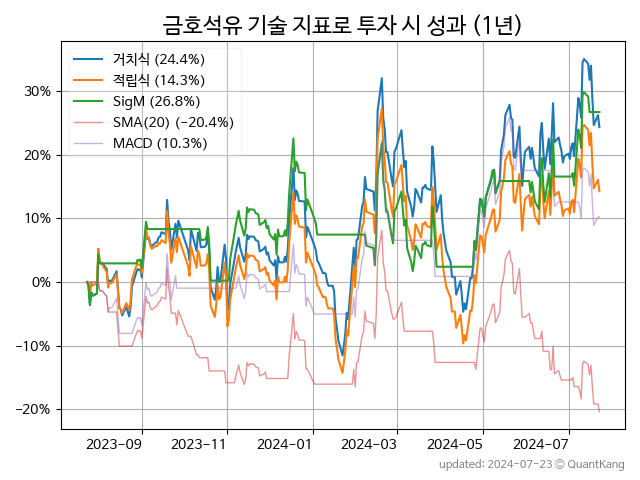 금호석유 기술 지표로 투자 시 성과 (1년)
거치식 (24.4%)
적립식 (14.3%)
SigM (26.8%)
SMA(20) (−20.4%)
MACD (10.3%)
30%
20%
10%
0%
−10%
−20%
2023-09 2023-11 2024-01 2024-03 2024-05 2024-07
updated: 2024-07-23 © QuantKang